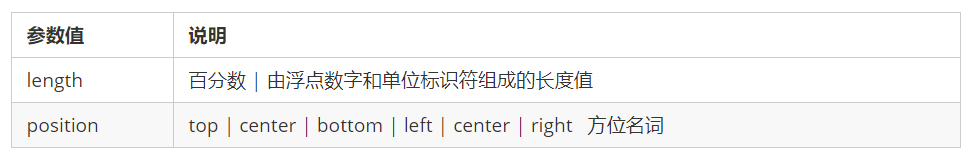 参数值 说明
length 百分数 | 由浮点数字和单位标识符组成的长度值
position top | center | bottom | left | center | right 方位名词